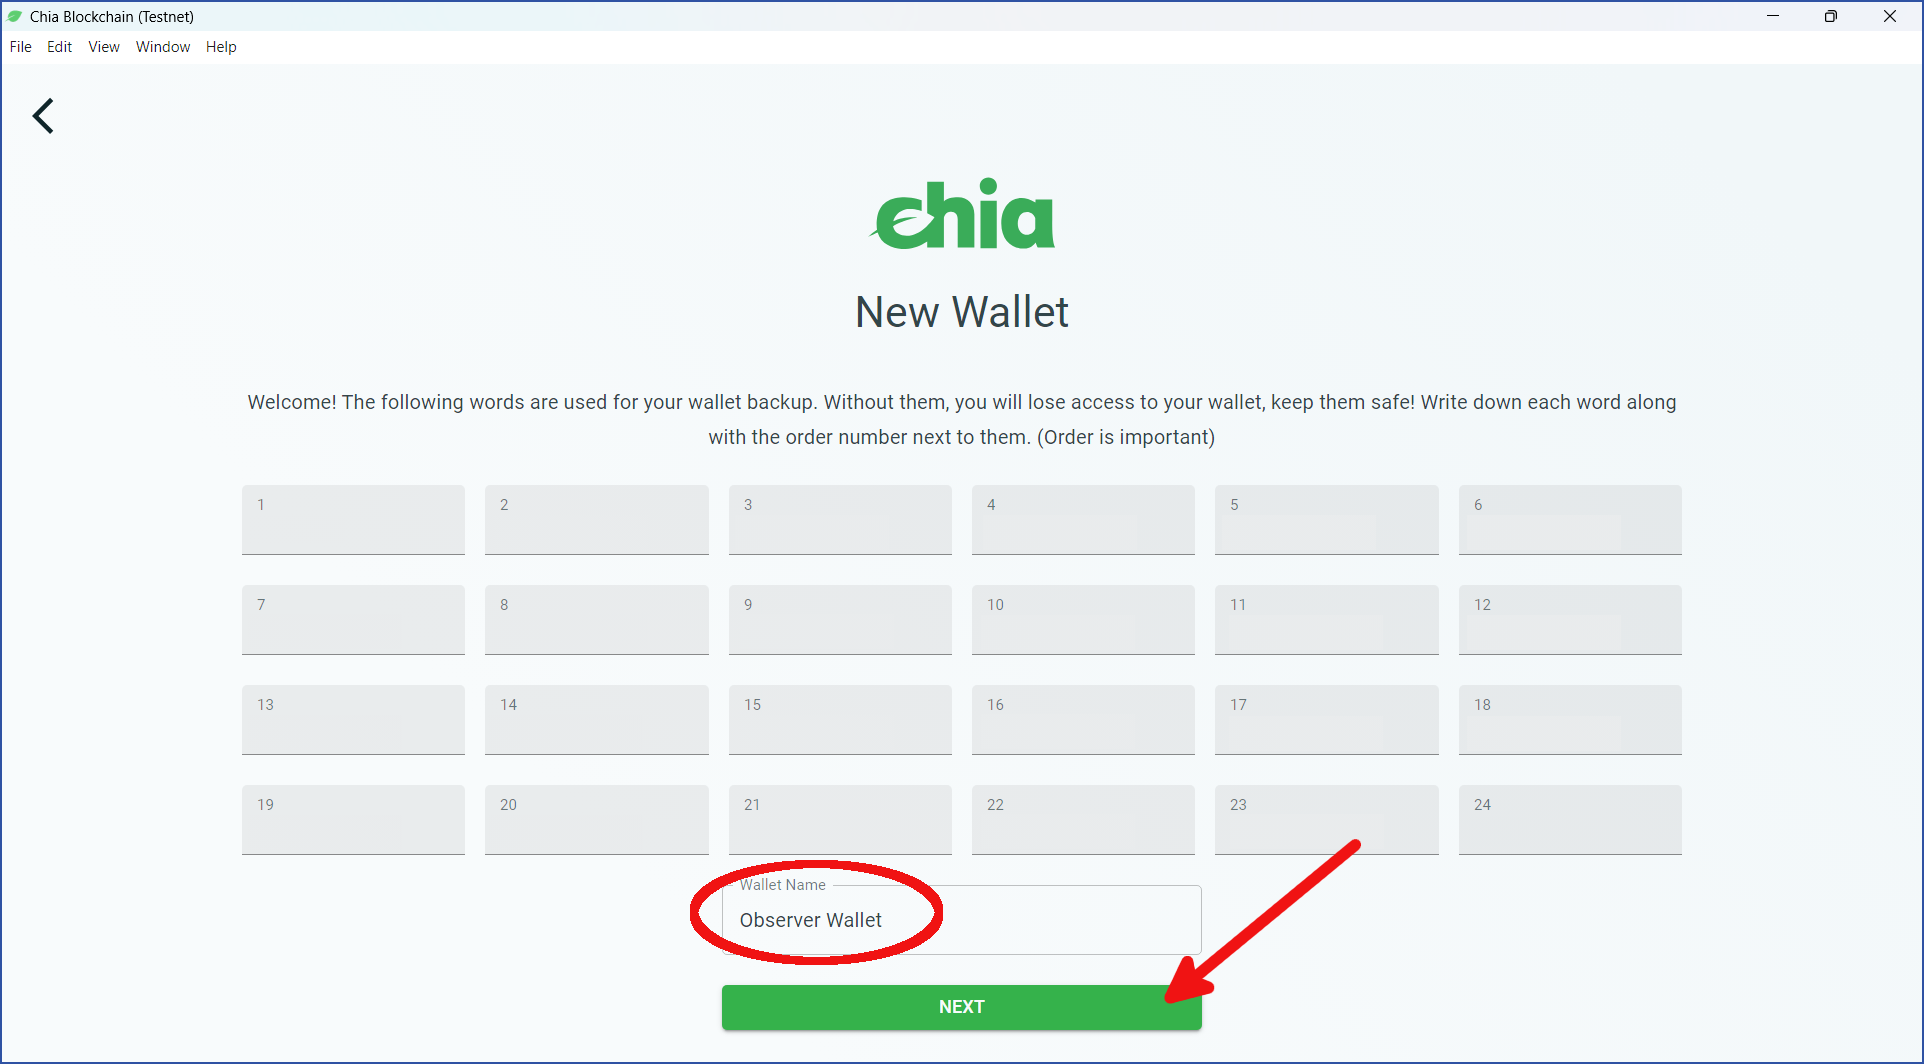 Chia Blockchain (Testnet)
File Edit View Window Help
chia
New Wallet
Welcome! The following words are used for your wallet backup. Without them, you will lose access to your wallet, keep them safe! Write down each word along
with the order number next to them. (Order is important)
1 2 3 4 5 6
7 8 9 10 11 12
13 14 15 16 17 18
19 20 21 22 23 24
Wallet Name
Observer Wallet
NEXT